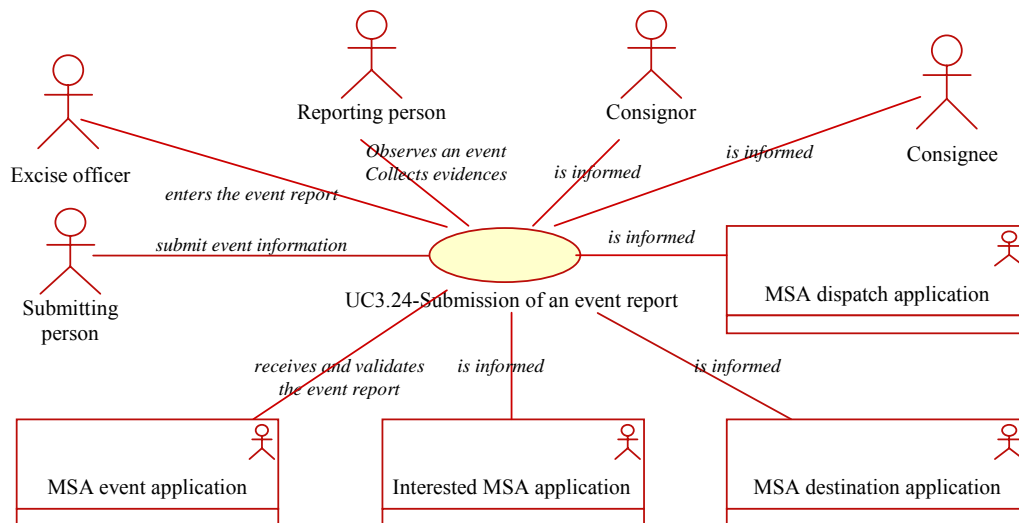 Reporting person
Consignor
Consignee
Excise officer
Observes an event
Collects evidences
is informed
is informed
enters the event report
submit event information
is informed
Submitting
person
UC3.24-Submission of an event report
MSA dispatch application
receives and validates
the event report
is informed
is informed
MSA event application
Interested MSA application
MSA destination application